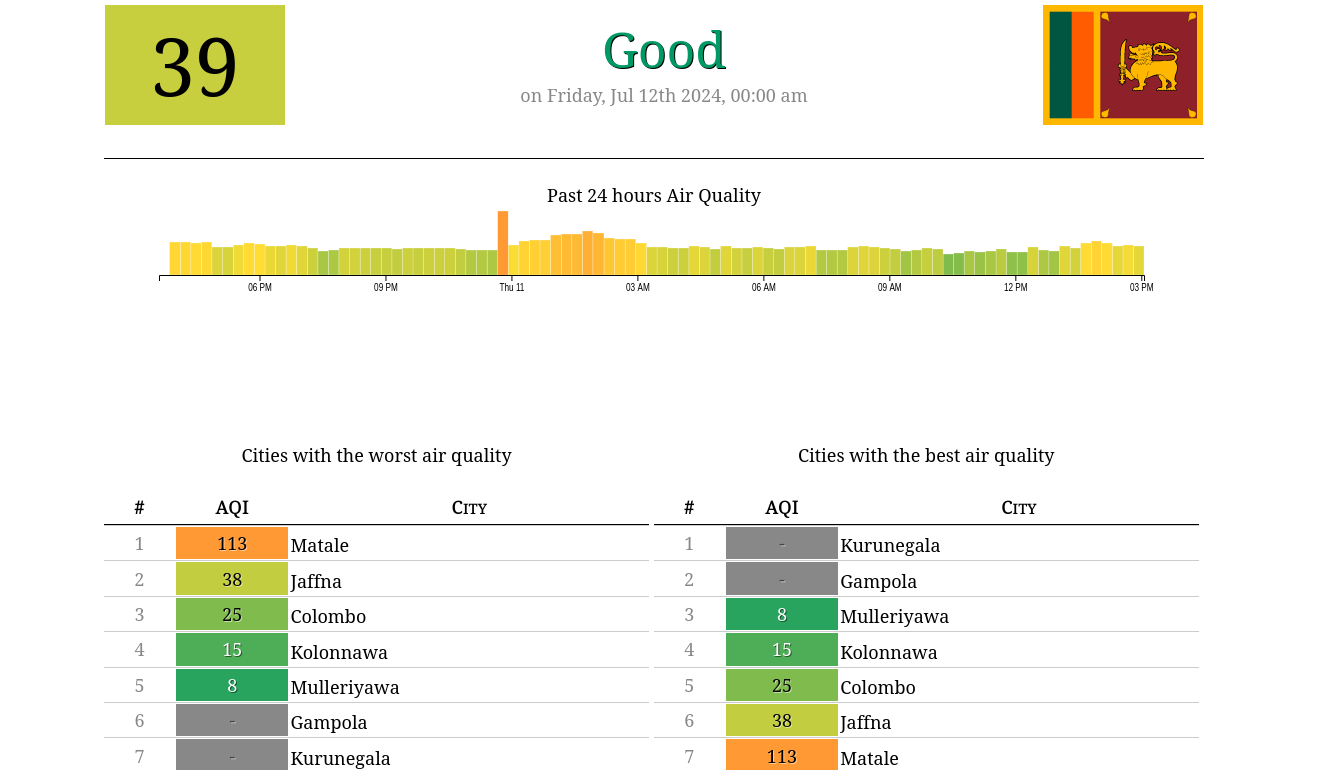 39
Good
on Friday, Jul 12th 2024, 00:00 am
Past 24 hours Air Quality
06 PM 09 PM Thu 11 03 AM 06 AM 09 AM 12 PM 03 PM
Cities with the worst air quality
# AQI City
1 113 Matale
2 38 Jaffna
3 25 Colombo
4 15 Kolonnawa
5 8 Mulleriyawa
6 - Gampola
7 - Kurunegala
Cities with the best air quality
# AQI City
1 - Kurunegala
2 - Gampola
3 8 Mulleriyawa
4 15 Kolonnawa
5 25 Colombo
6 38 Jaffna
7 113 Matale